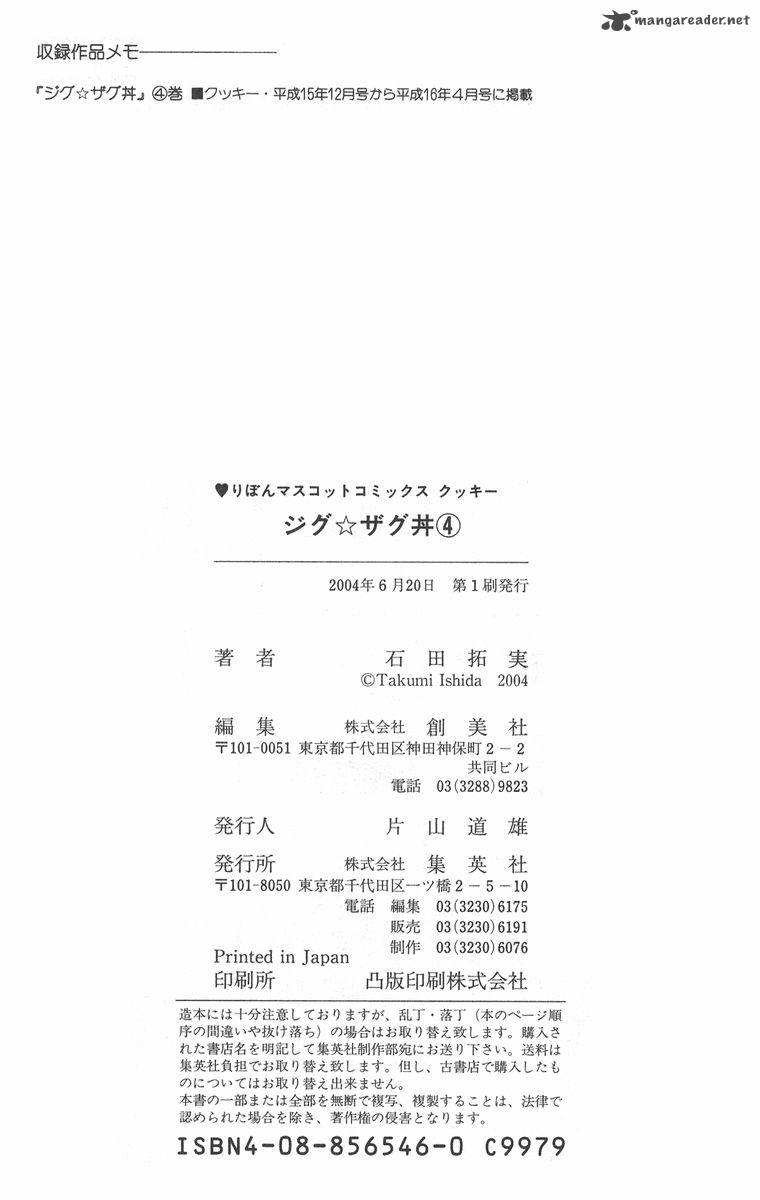 mangareader.net
収録作品メモ
『ジグ☆ザグ丼』④巻 ■クッキー・平成15年12月号から平成16年4月号に掲載
♥りぼんマスコットコミックス クッキー
ジグ☆ザグ丼④
2004年6月20日 第1刷発行
著者 石田拓実
©Takumi Ishida 2004
編集 株式会社 創美社
〒101-0051 東京都千代田区神田神保町2－2
共同ビル
電話 03(3288)9823
発行人 片山道雄
発行所 株式会社 集英社
〒101-8050 東京都千代田区一ツ橋2－5－10
電話 編集 03(3230)6175
販売 03(3230)6191
制作 03(3230)6076
Printed in Japan
印刷所 凸版印刷株式会社
造本には十分注意しておりますが、乱丁・落丁（本のページ順
序の間違いや抜け落ち）の場合はお取り替え致します。購入さ
れた書店名を明記して集英社制作部宛にお送り下さい。送料は
集英社負担でお取り替え致します。但し、古書店で購入したも
のについてはお取り替え出来ません。
本書の一部または全部を無断で複写、複製することは、法律で
認められた場合を除き、著作権の侵害となります。
ISBN4-08-856546-0 C9979